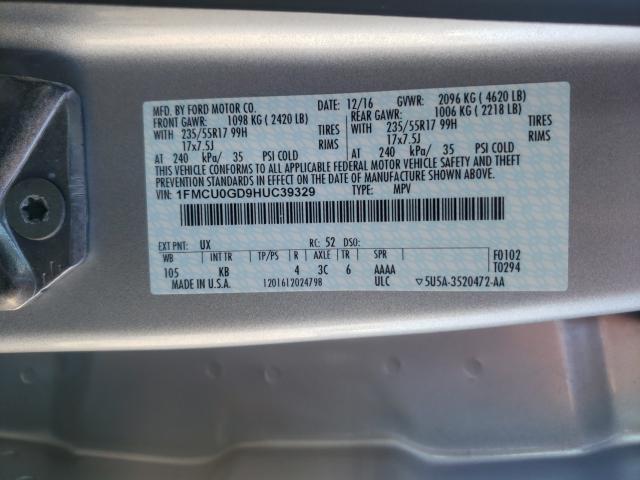 MFD. BY FORD MOTOR CO. DATE: 12/16 GVWR: 2096 KG ( 4620 LB)
FRONT GAWR: 1098 KG ( 2420 LB) REAR GAWR: 1006 KG ( 2218 LB)
WITH 235/55R17 99H TIRES WITH 235/55R17 99H TIRES
17x7.5J RIMS 17x7.5J RIMS
AT 240 kPa/ 35 PSI COLD AT 240 kPa/ 35 PSI COLD
THIS VEHICLE CONFORMS TO ALL APPLICABLE FEDERAL MOTOR VEHICLE SAFETY AND BUMPER
AND THEFT PREVENTION STANDARDS IN EFFECT ON THE DATE OF MANUFACTURE SHOWN ABOVE.
VIN: 1FMCU0GD9HUC39329 TYPE: MPV
EXT PNT: UX RC: 52 DSO: F0102
WB INT TR TP/PS R AXLE TR SPR T0294
105 KB 4 3C 6 AAAA
MADE IN U.S.A. 1201612024798 ULC ▽5U5A-3520472-AA